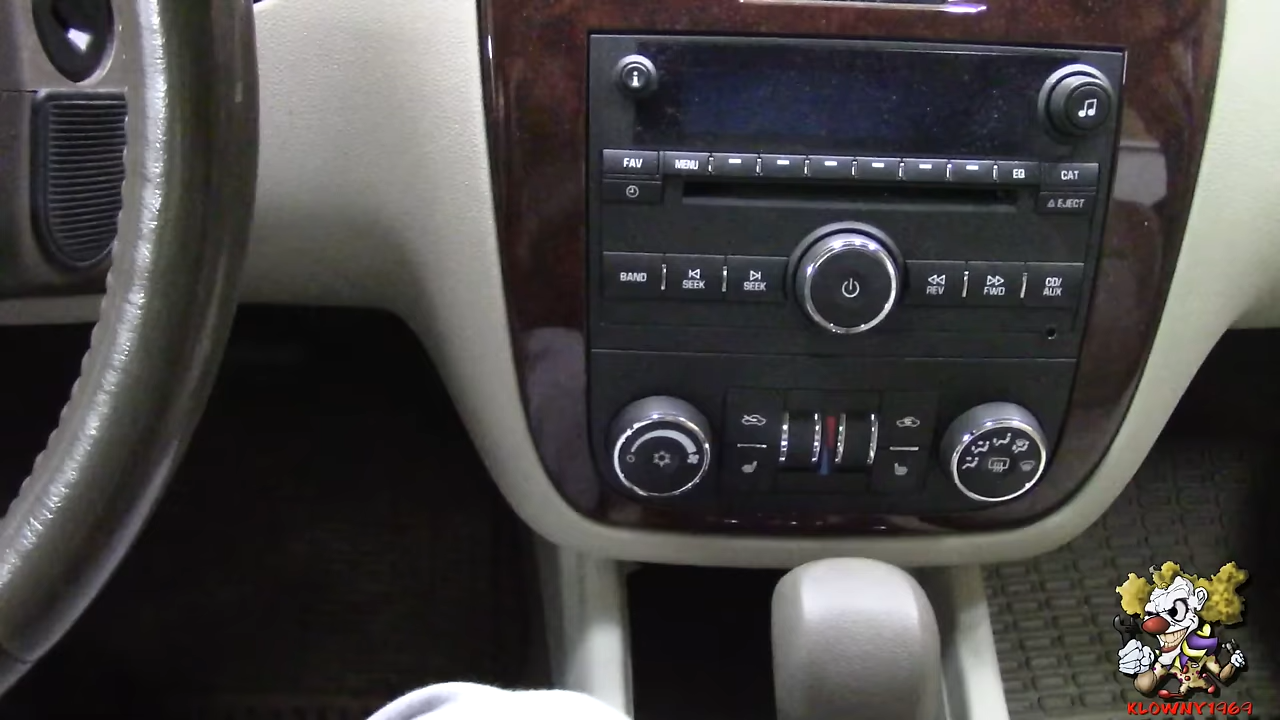 i
FAV
MENU
EQ
CAT
EJECT
BAND
SEEK
SEEK
REV
FWD
CD/
AUX
KLOWNY1969